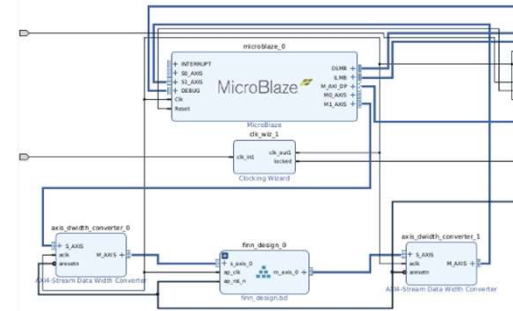 microblaze_0
INTERRUPT
S0_AXIS
S1_AXIS
DEBUG
Clk
Reset
MicroBlaze
DLMB
ILMB
M_AXI_DP
M0_AXIS
M1_AXIS
MicroBlaze
clk_wiz_1
clk_in1
clk_out1
locked
Clocking Wizard
axis_dwidth_converter_0
S_AXIS
aclk
aresetn
M_AXIS
AXI4-Stream Data Width Converter
finn_design_0
s_axis_0
ap_clk
ap_rst_n
m_axis_0
finn_design.bd
axis_dwidth_converter_1
S_AXIS
aclk
aresetn
M_AXIS
AXI4-Stream Data Width Converter